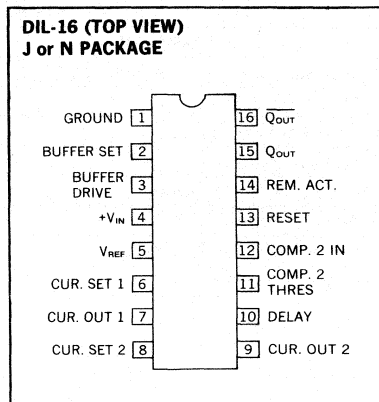 DIL-16 (TOP VIEW)
J or N PACKAGE
GROUND 1
BUFFER SET 2
BUFFER
DRIVE 3
+VIN 4
VREF 5
CUR. SET 1 6
CUR. OUT 1 7
CUR. SET 2 8
16 Q̅OUT
15 QOUT
14 REM. ACT.
13 RESET
12 COMP. 2 IN
11 COMP. 2
THRES
10 DELAY
9 CUR. OUT 2